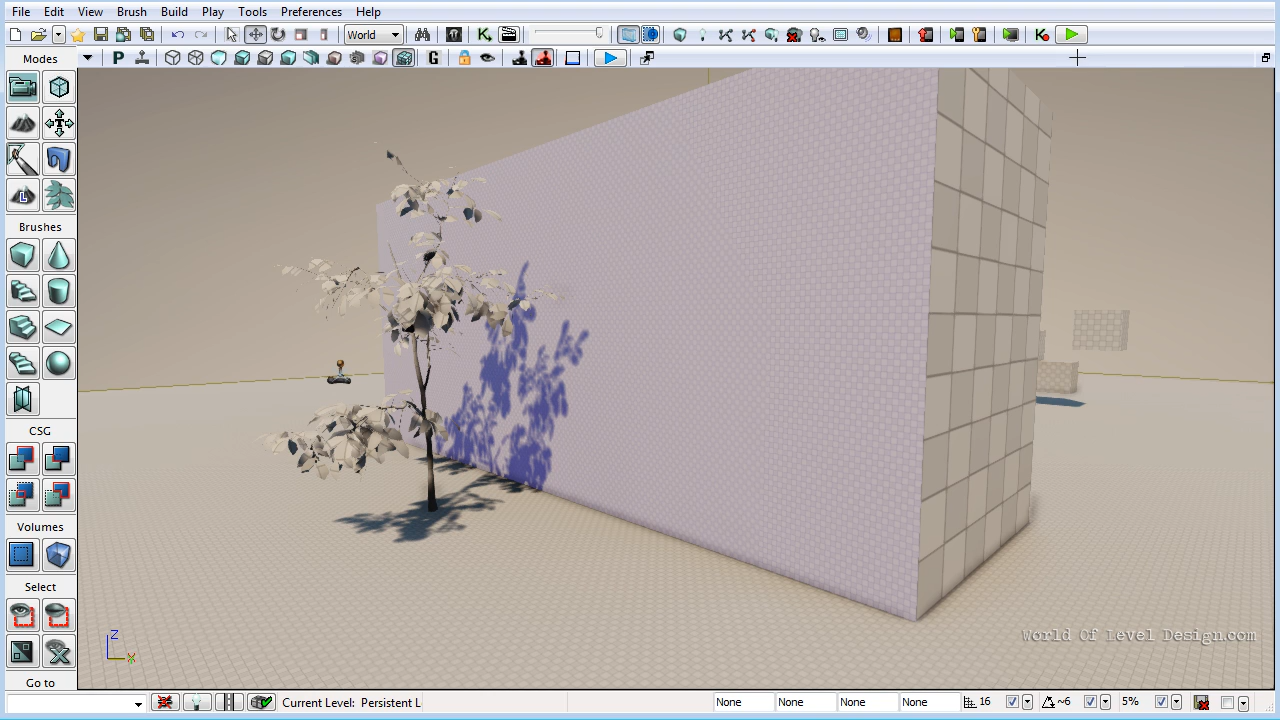 File Edit View Brush Build Play Tools Preferences Help
World
P
G
Modes
L
Brushes
CSG
Volumes
Select
Go to
Z
X
World Of Level Design.com
Current Level: Persistent L
None None None None 16 ~6 5%